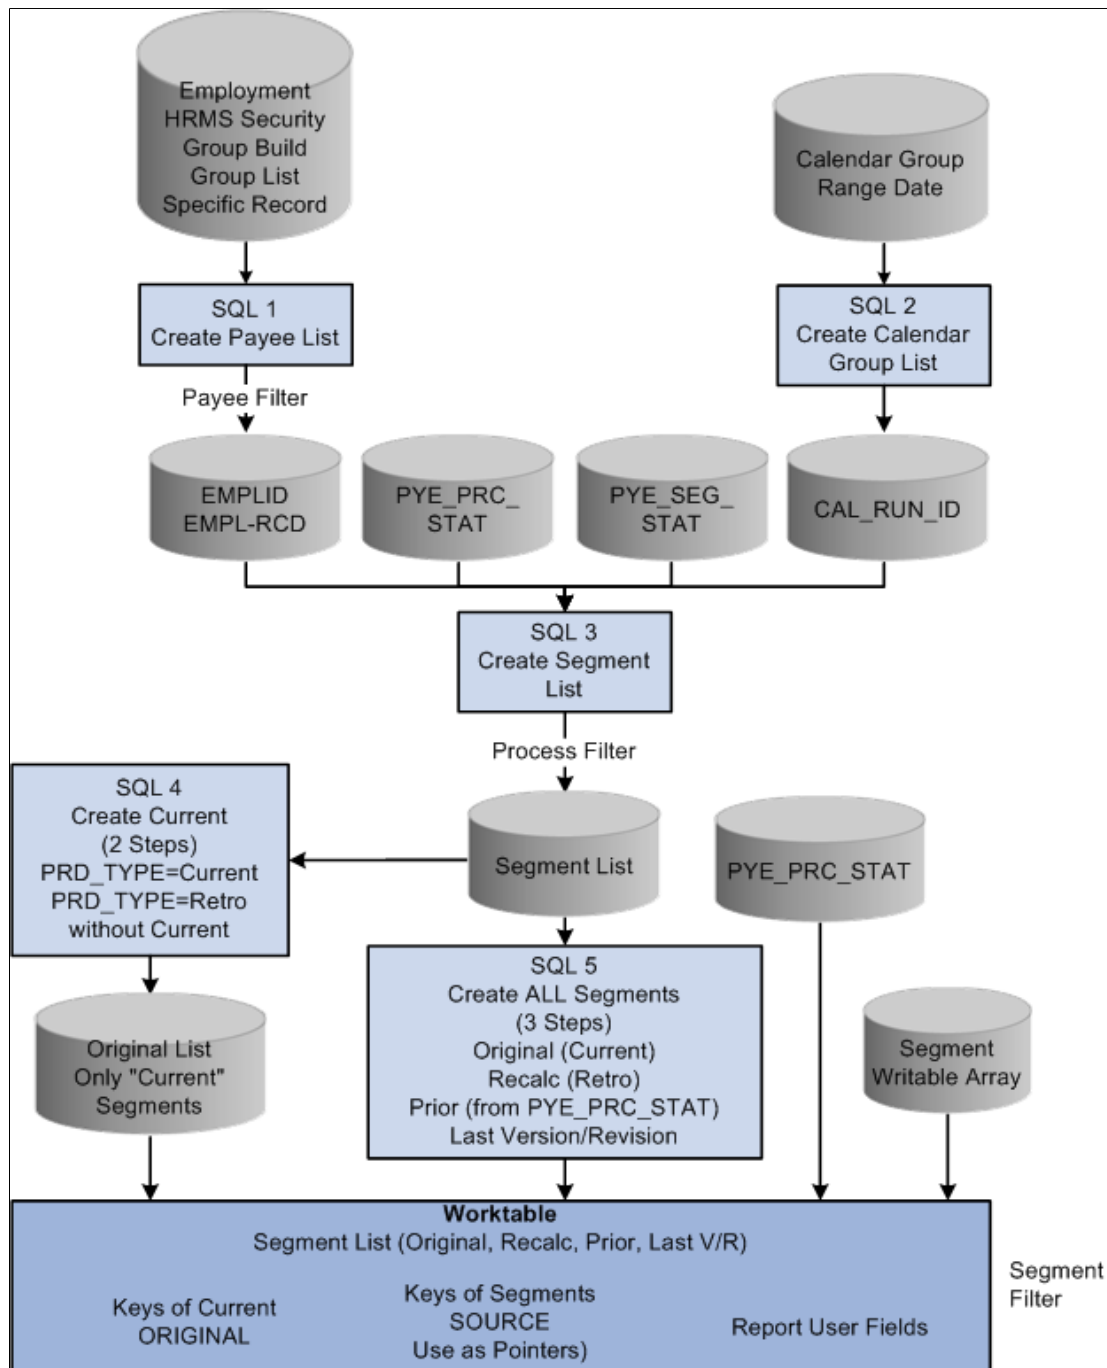 Employment
HRMS Security
Group Build
Group List
Specific Record
Calendar Group
Range Date
SQL 1
Create Payee List
SQL 2
Create Calendar
Group List
Payee Filter
EMPLID
EMPL-RCD
PYE_PRC_
STAT
PYE_SEG_
STAT
CAL_RUN_ID
SQL 3
Create Segment
List
Process Filter
SQL 4
Create Current
(2 Steps)
PRD_TYPE=Current
PRD_TYPE=Retro
without Current
Segment List
PYE_PRC_STAT
SQL 5
Create ALL Segments
(3 Steps)
Original (Current)
Recalc (Retro)
Prior (from PYE_PRC_STAT)
Last Version/Revision
Original List
Only "Current"
Segments
Segment
Writable Array
Worktable
Segment List (Original, Recalc, Prior, Last V/R)
Keys of Current
ORIGINAL
Keys of Segments
SOURCE
Use as Pointers)
Report User Fields
Segment
Filter